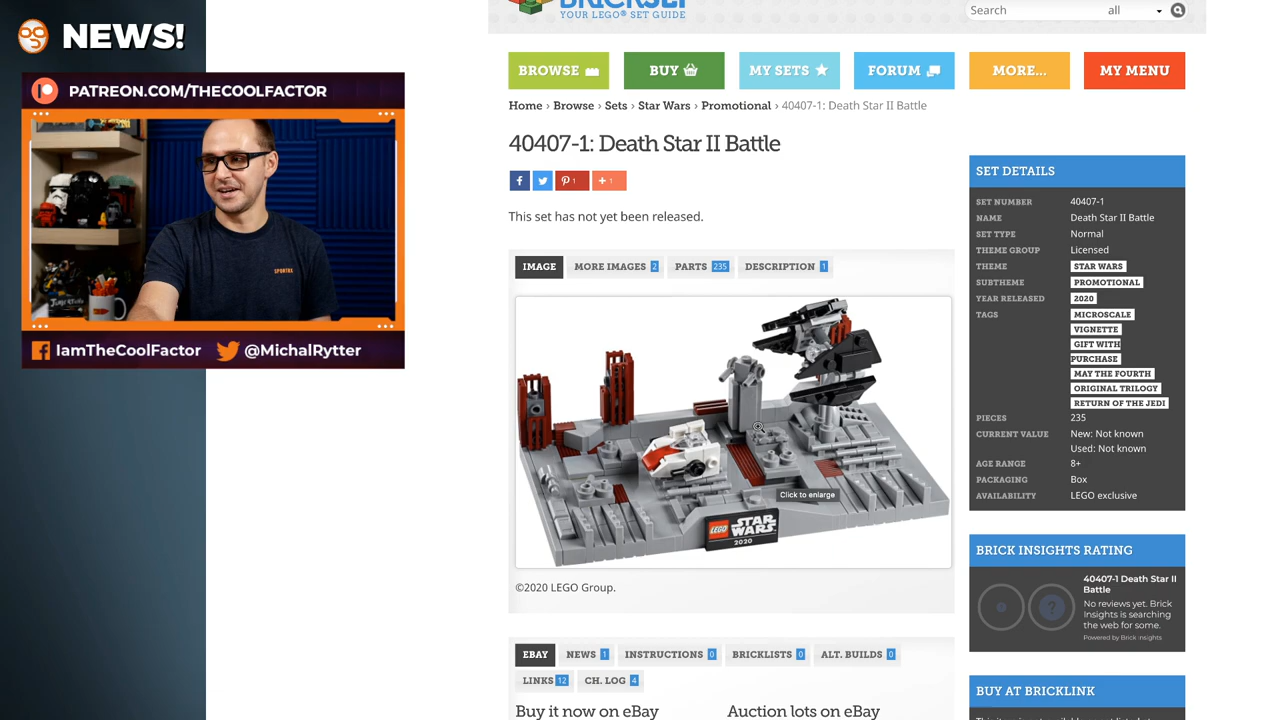 NEWS!
PATREON.COM/THECOOLFACTOR
IamTheCoolFactor @MichalRytter
YOUR LEGO® SET GUIDE
Search all
BROWSE
BUY
MY SETS
FORUM
MORE...
MY MENU
Home › Browse › Sets › Star Wars › Promotional › 40407-1: Death Star II Battle
40407-1: Death Star II Battle
1
1
This set has not yet been released.
IMAGE
MORE IMAGES 2
PARTS 235
DESCRIPTION 1
Click to enlarge
LEGO STAR WARS
2020
©2020 LEGO Group.
EBAY
NEWS 1
INSTRUCTIONS 0
BRICKLISTS 0
ALT. BUILDS 0
LINKS 12
CH. LOG 4
Buy it now on eBay
Auction lots on eBay
SET DETAILS
SET NUMBER 40407-1
NAME Death Star II Battle
SET TYPE Normal
THEME GROUP Licensed
THEME STAR WARS
SUBTHEME PROMOTIONAL
YEAR RELEASED 2020
TAGS MICROSCALE
VIGNETTE
GIFT WITH
PURCHASE
MAY THE FOURTH
ORIGINAL TRILOGY
RETURN OF THE JEDI
PIECES 235
CURRENT VALUE New: Not known
Used: Not known
AGE RANGE 8+
PACKAGING Box
AVAILABILITY LEGO exclusive
BRICK INSIGHTS RATING
40407-1 Death Star II
Battle
?
No reviews yet. Brick
Insights is searching
the web for some.
Powered by Brick Insights
BUY AT BRICKLINK